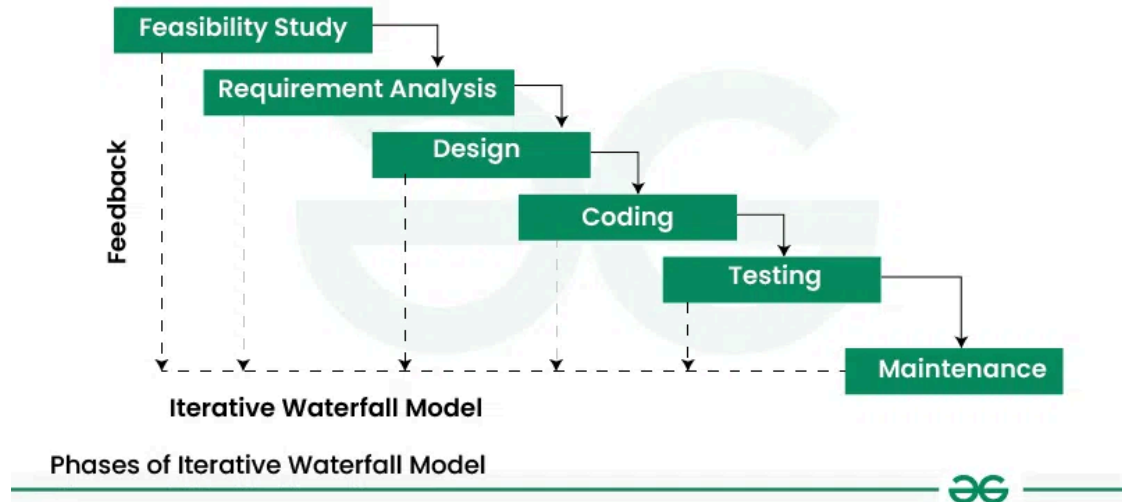 Feasibility Study
Requirement Analysis
Design
Feedback
Coding
Testing
Maintenance
Iterative Waterfall Model
Phases of Iterative Waterfall Model